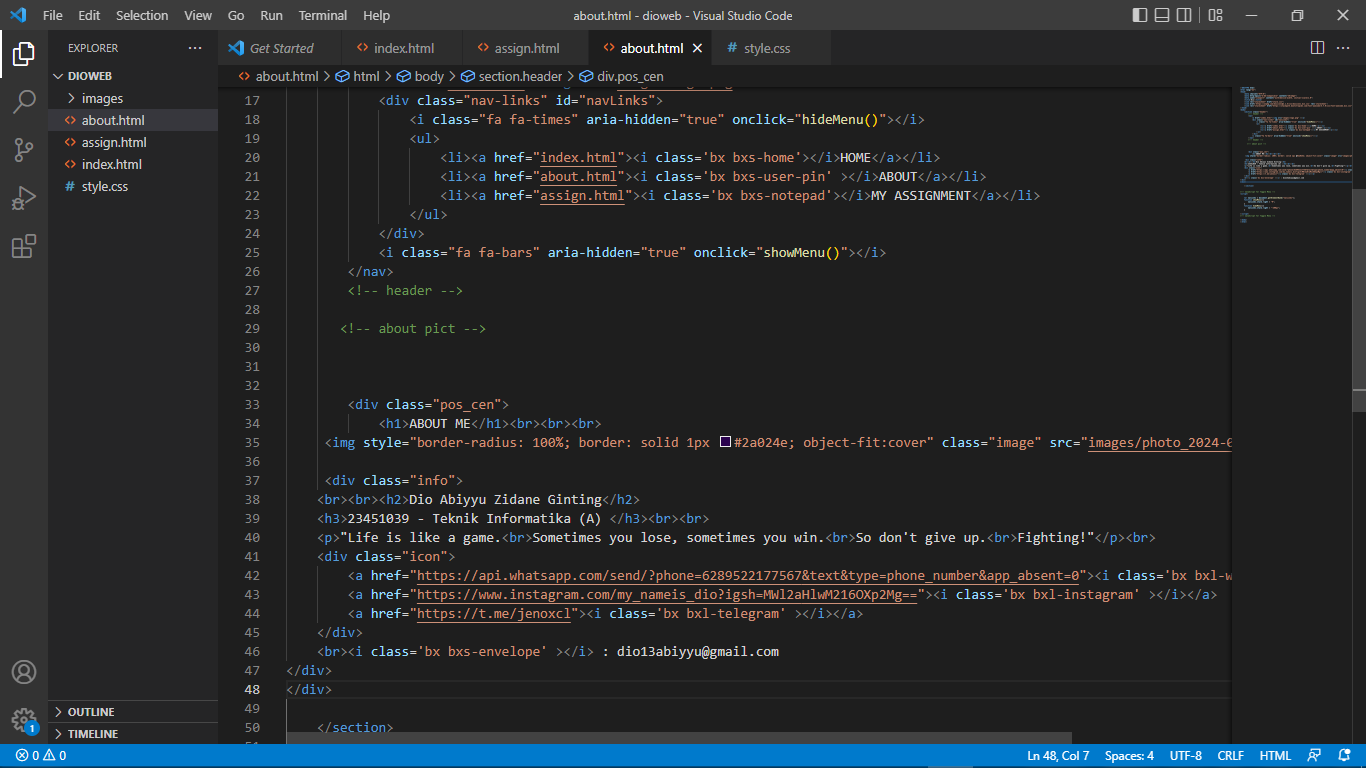 File Edit Selection View Go Run Terminal Help about.html - dioweb - Visual Studio Code
EXPLORER
Get Started index.html assign.html about.html style.css
about.html > html > body > section.header > div.pos_cen
DIOWEB
images
about.html
assign.html
index.html
style.css
17 <div class="nav-links" id="navLinks">
18 <i class="fa fa-times" aria-hidden="true" onclick="hideMenu()"></i>
19 <ul>
20 <li><a href="index.html"><i class='bx bxs-home'></i>HOME</a></li>
21 <li><a href="about.html"><i class='bx bxs-user-pin' ></i>ABOUT</a></li>
22 <li><a href="assign.html"><i class='bx bxs-notepad'></i>MY ASSIGNMENT</a></li>
23 </ul>
24 </div>
25 <i class="fa fa-bars" aria-hidden="true" onclick="showMenu()"></i>
26 </nav>
27 <!-- header -->
28
29 <!-- about pict -->
30
31
32
33 <div class="pos_cen">
34 <h1>ABOUT ME</h1><br><br><br>
35 <img style="border-radius: 100%; border: solid 1px #2a024e; object-fit:cover" class="image" src="images/photo_2024-0
36
37 <div class="info">
38 <br><br><h2>Dio Abiyyu Zidane Ginting</h2>
39 <h3>23451039 - Teknik Informatika (A) </h3><br><br>
40 <p>"Life is like a game.<br>Sometimes you lose, sometimes you win.<br>So don't give up.<br>Fighting!"</p><br>
41 <div class="icon">
42 <a href="https://api.whatsapp.com/send/?phone=6289522177567&text&type=phone_number&app_absent=0"><i class='bx bxl-w
43 <a href="https://www.instagram.com/my_nameis_dio?igsh=MWl2aHlwM216OXp2Mg=="><i class='bx bxl-instagram' ></i></a>
44 <a href="https://t.me/jenoxcl"><i class='bx bxl-telegram' ></i></a>
45 </div>
46 <br><i class='bx bxs-envelope' ></i> : dio13abiyyu@gmail.com
47 </div>
48 </div>
49
50 </section>
OUTLINE
TIMELINE
1
0 0 Ln 48, Col 7 Spaces: 4 UTF-8 CRLF HTML